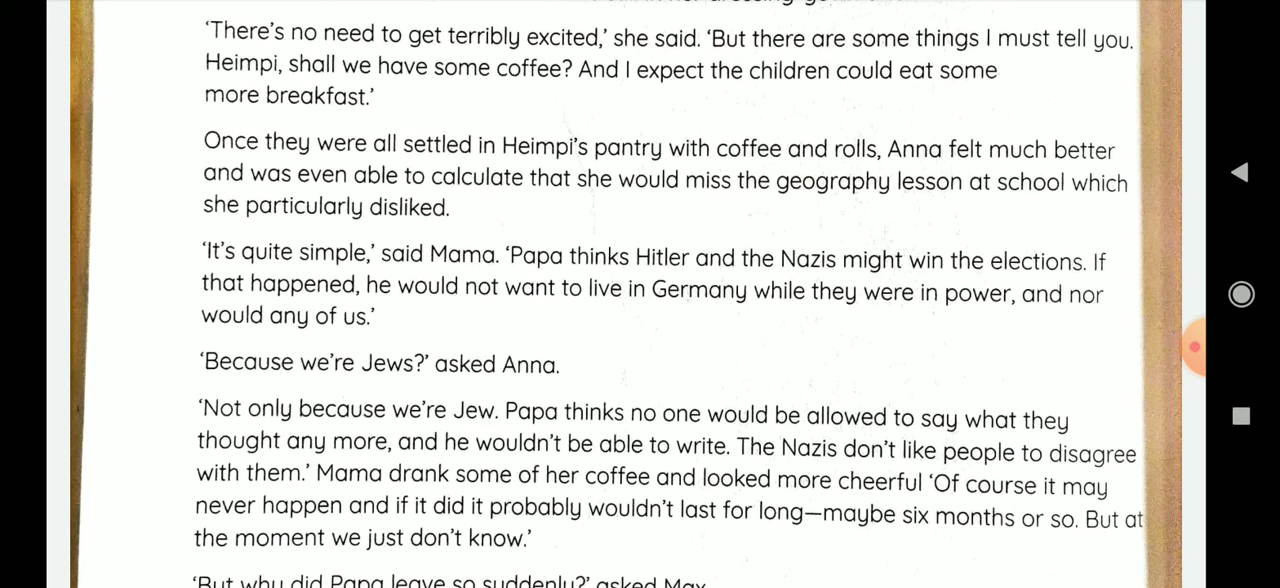 ‘There’s no need to get terribly excited,’ she said. ‘But there are some things I must tell you.
Heimpi, shall we have some coffee? And I expect the children could eat some
more breakfast.’
Once they were all settled in Heimpi’s pantry with coffee and rolls, Anna felt much better
and was even able to calculate that she would miss the geography lesson at school which
she particularly disliked.
‘It’s quite simple,’ said Mama. ‘Papa thinks Hitler and the Nazis might win the elections. If
that happened, he would not want to live in Germany while they were in power, and nor
would any of us.’
‘Because we’re Jews?’ asked Anna.
‘Not only because we’re Jew. Papa thinks no one would be allowed to say what they
thought any more, and he wouldn’t be able to write. The Nazis don’t like people to disagree
with them.’ Mama drank some of her coffee and looked more cheerful ‘Of course it may
never happen and if it did it probably wouldn’t last for long—maybe six months or so. But at
the moment we just don’t know.’
‘But why did Papa leave so suddenly?’ asked Max.